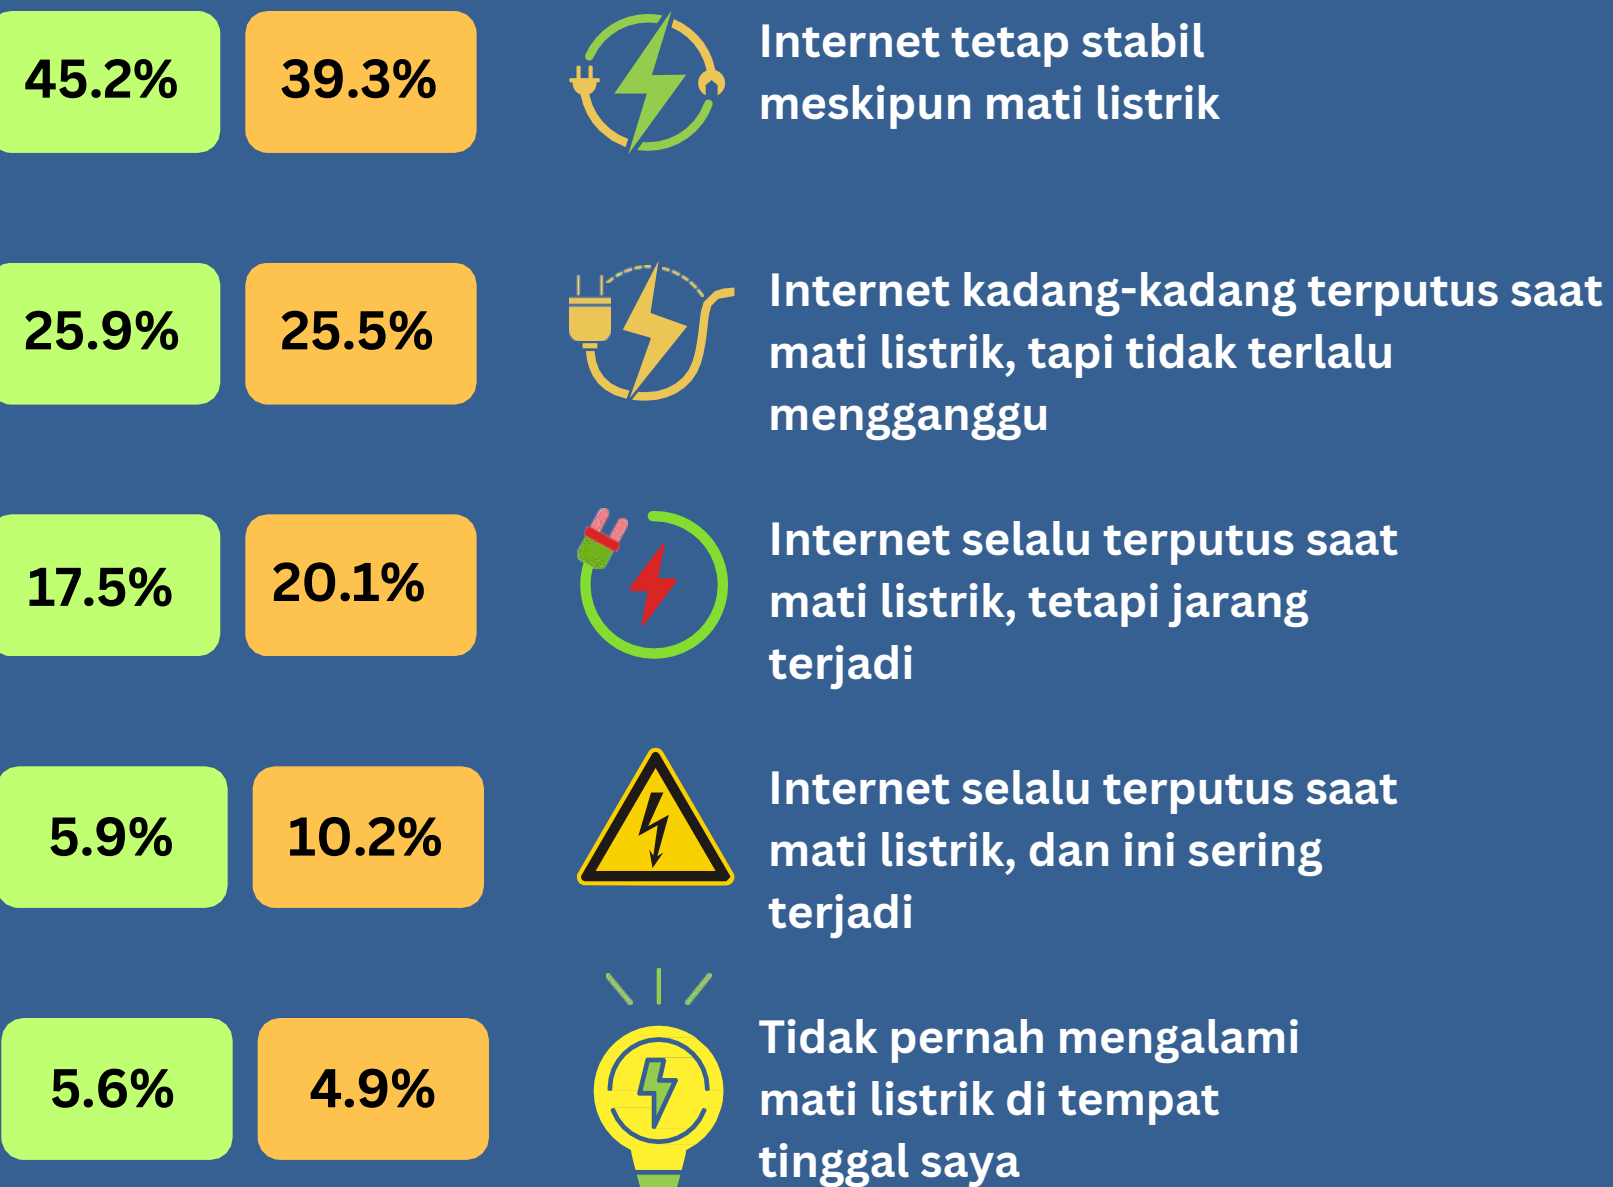 45.2% 39.3% Internet tetap stabil
meskipun mati listrik
25.9% 25.5% Internet kadang-kadang terputus saat
mati listrik, tapi tidak terlalu
mengganggu
17.5% 20.1% Internet selalu terputus saat
mati listrik, tetapi jarang
terjadi
5.9% 10.2% Internet selalu terputus saat
mati listrik, dan ini sering
terjadi
5.6% 4.9% Tidak pernah mengalami
mati listrik di tempat
tinggal saya